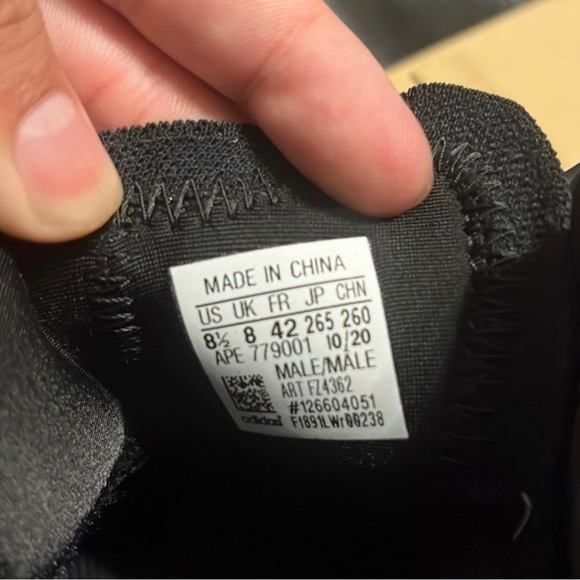 MADE IN CHINA
US UK FR JP CHN
8½ 8 42 265 260
APE 779001 10/20
MALE/MALE
ART FZ4362
#126604051
adidas F1891LWr00238